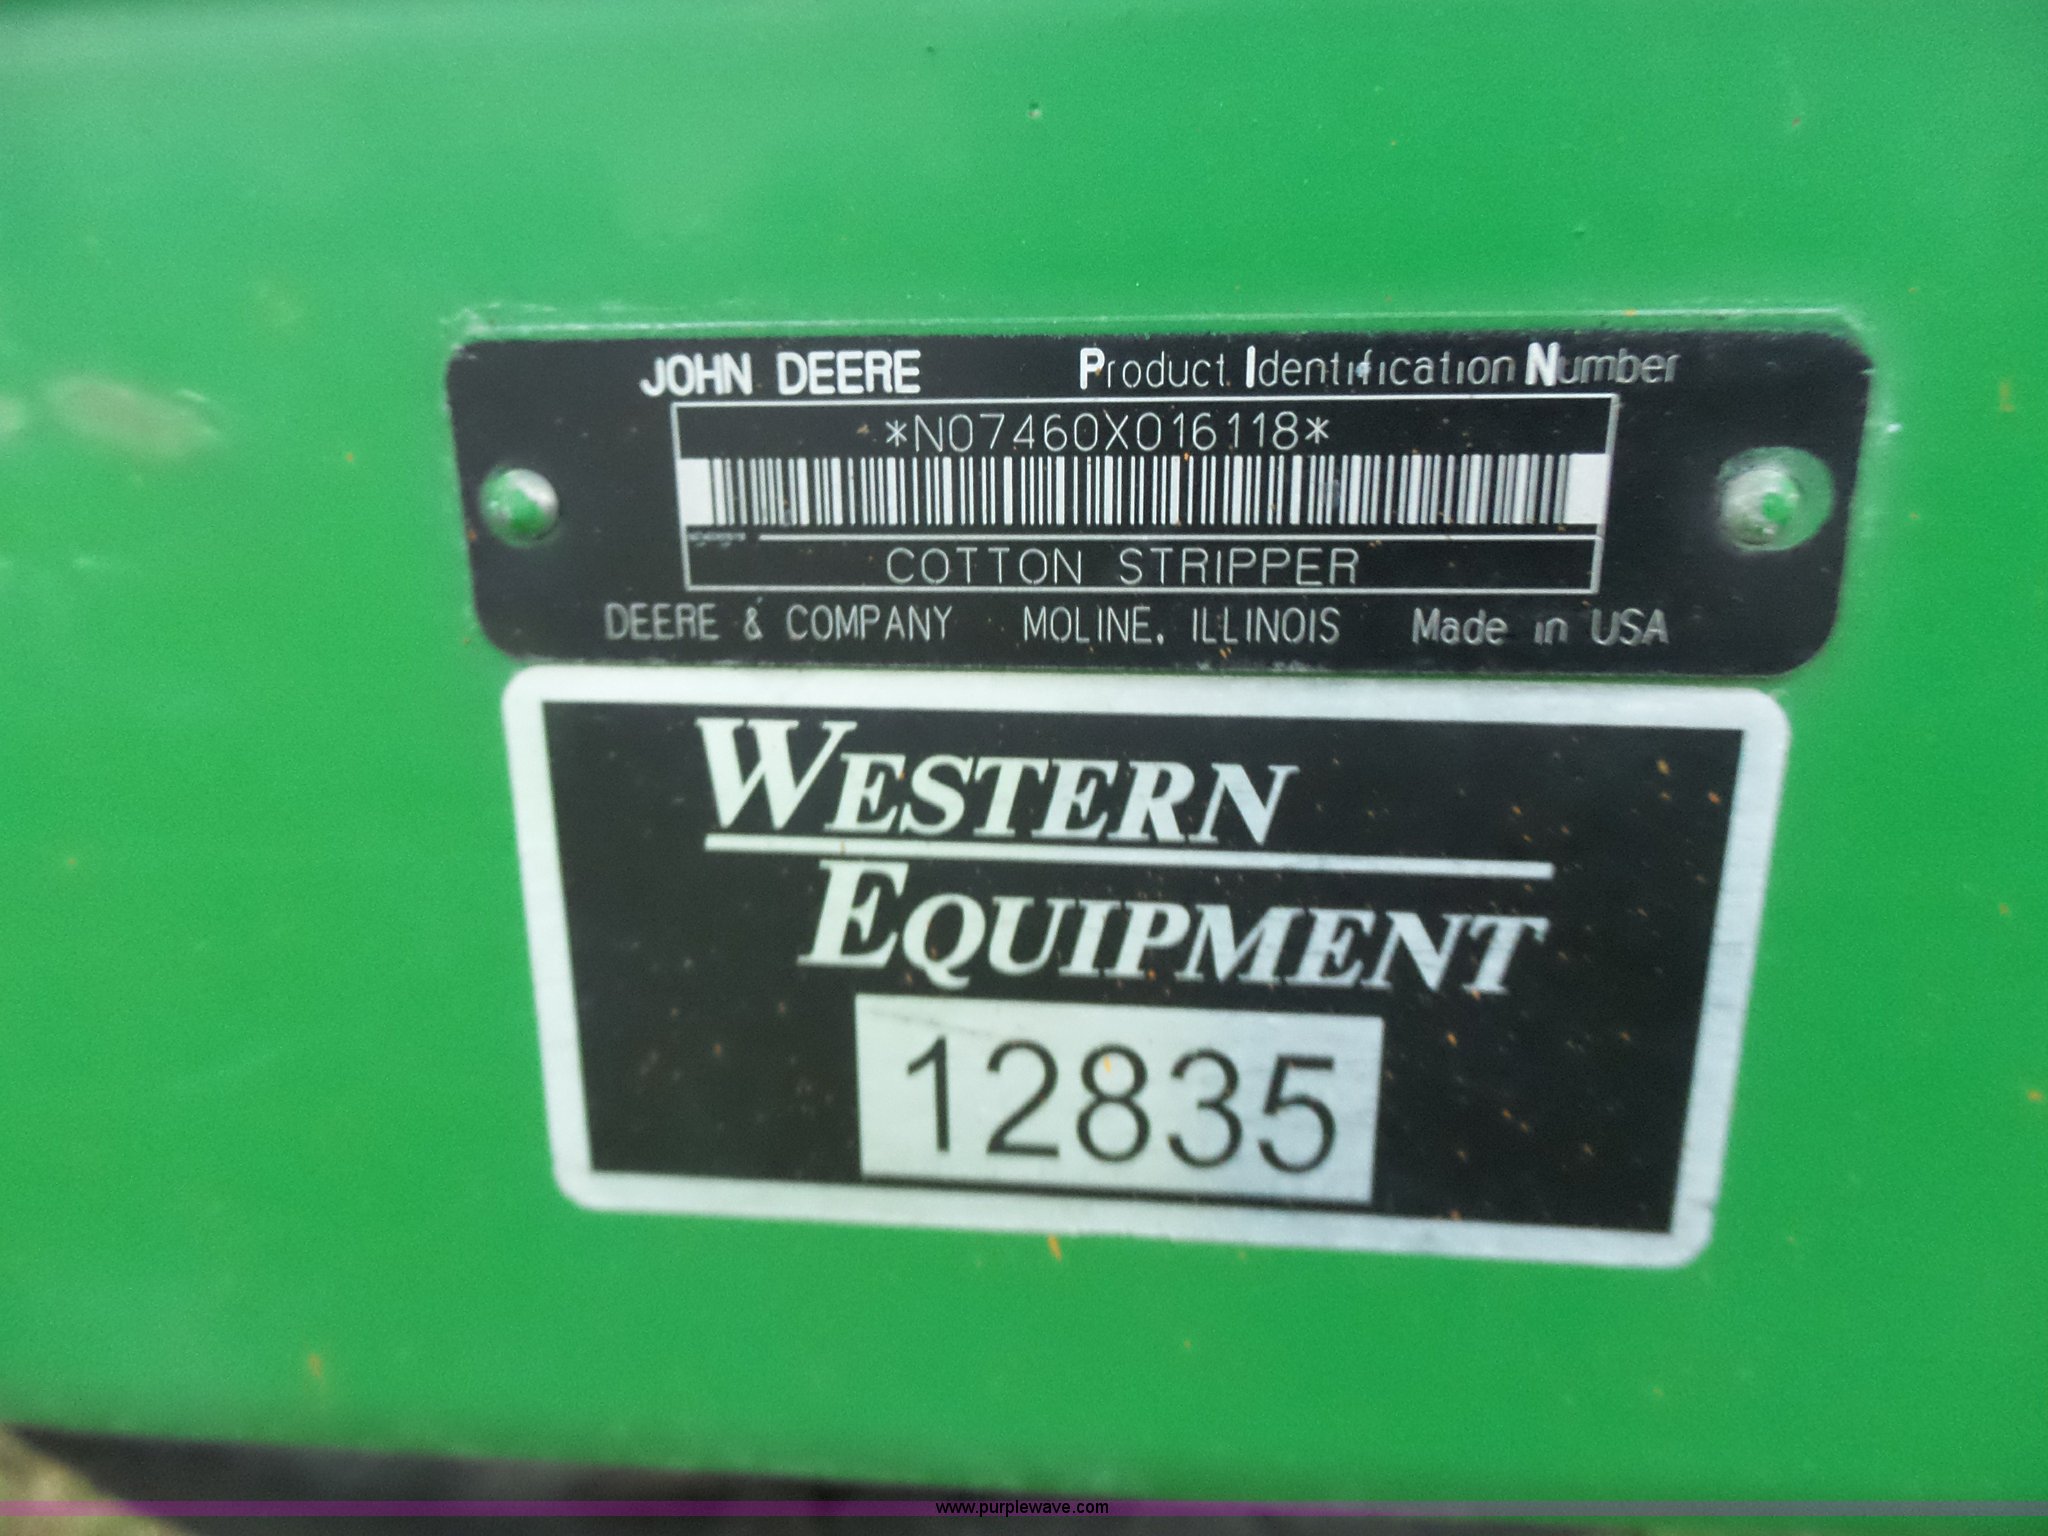 JOHN DEERE Product Identification Number
*N07460X016118*
COTTON STRIPPER
DEERE & COMPANY MOLINE, ILLINOIS Made in USA
WESTERN
EQUIPMENT
12835
www.purplewave.com